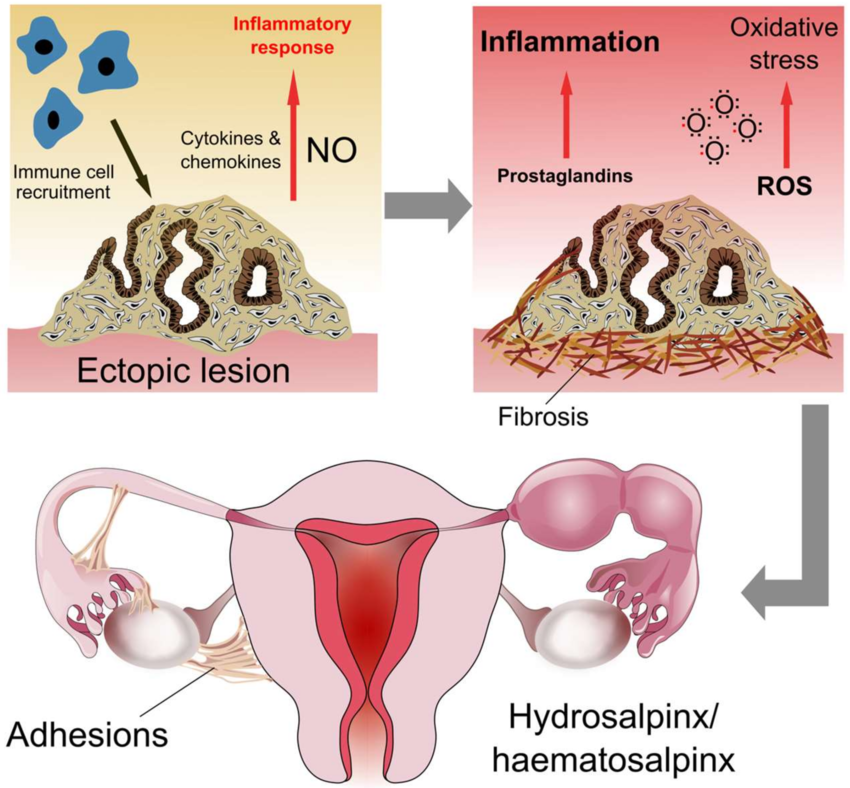 Inflammatory
response
Cytokines &
chemokines
NO
Immune cell
recruitment
Ectopic lesion
Inflammation
Oxidative
stress
O
O
O
O
Prostaglandins
ROS
Fibrosis
Adhesions
Hydrosalpinx/
haematosalpinx